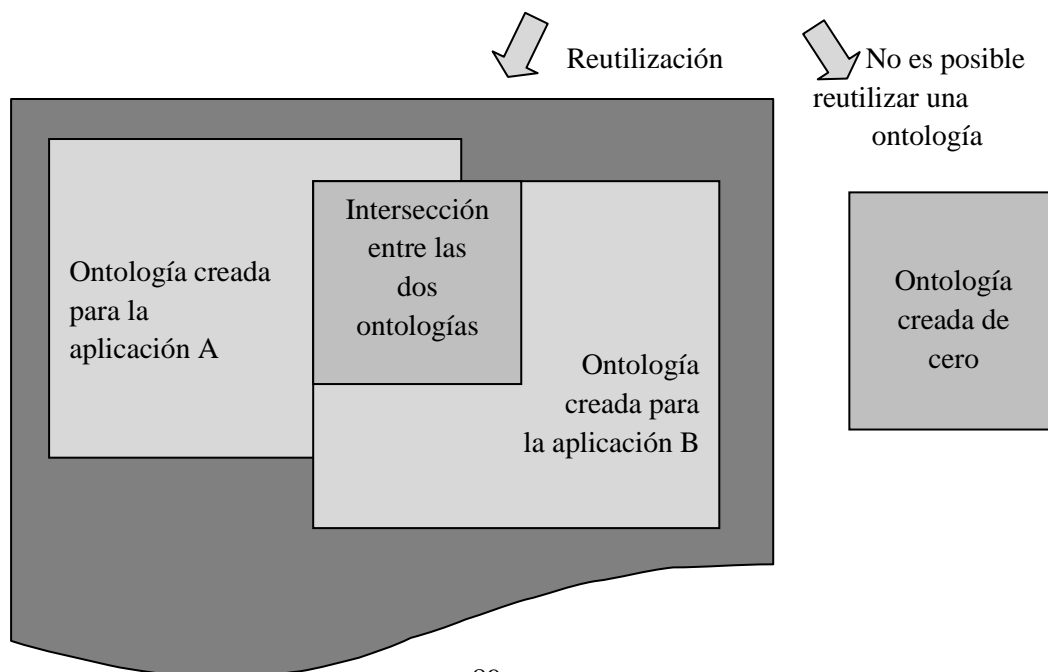 Reutilización
No es posible
reutilizar una
ontología
Intersección
entre las
dos
ontologías
Ontología creada
para la
aplicación A
Ontología
creada para
la aplicación B
Ontología
creada de
cero